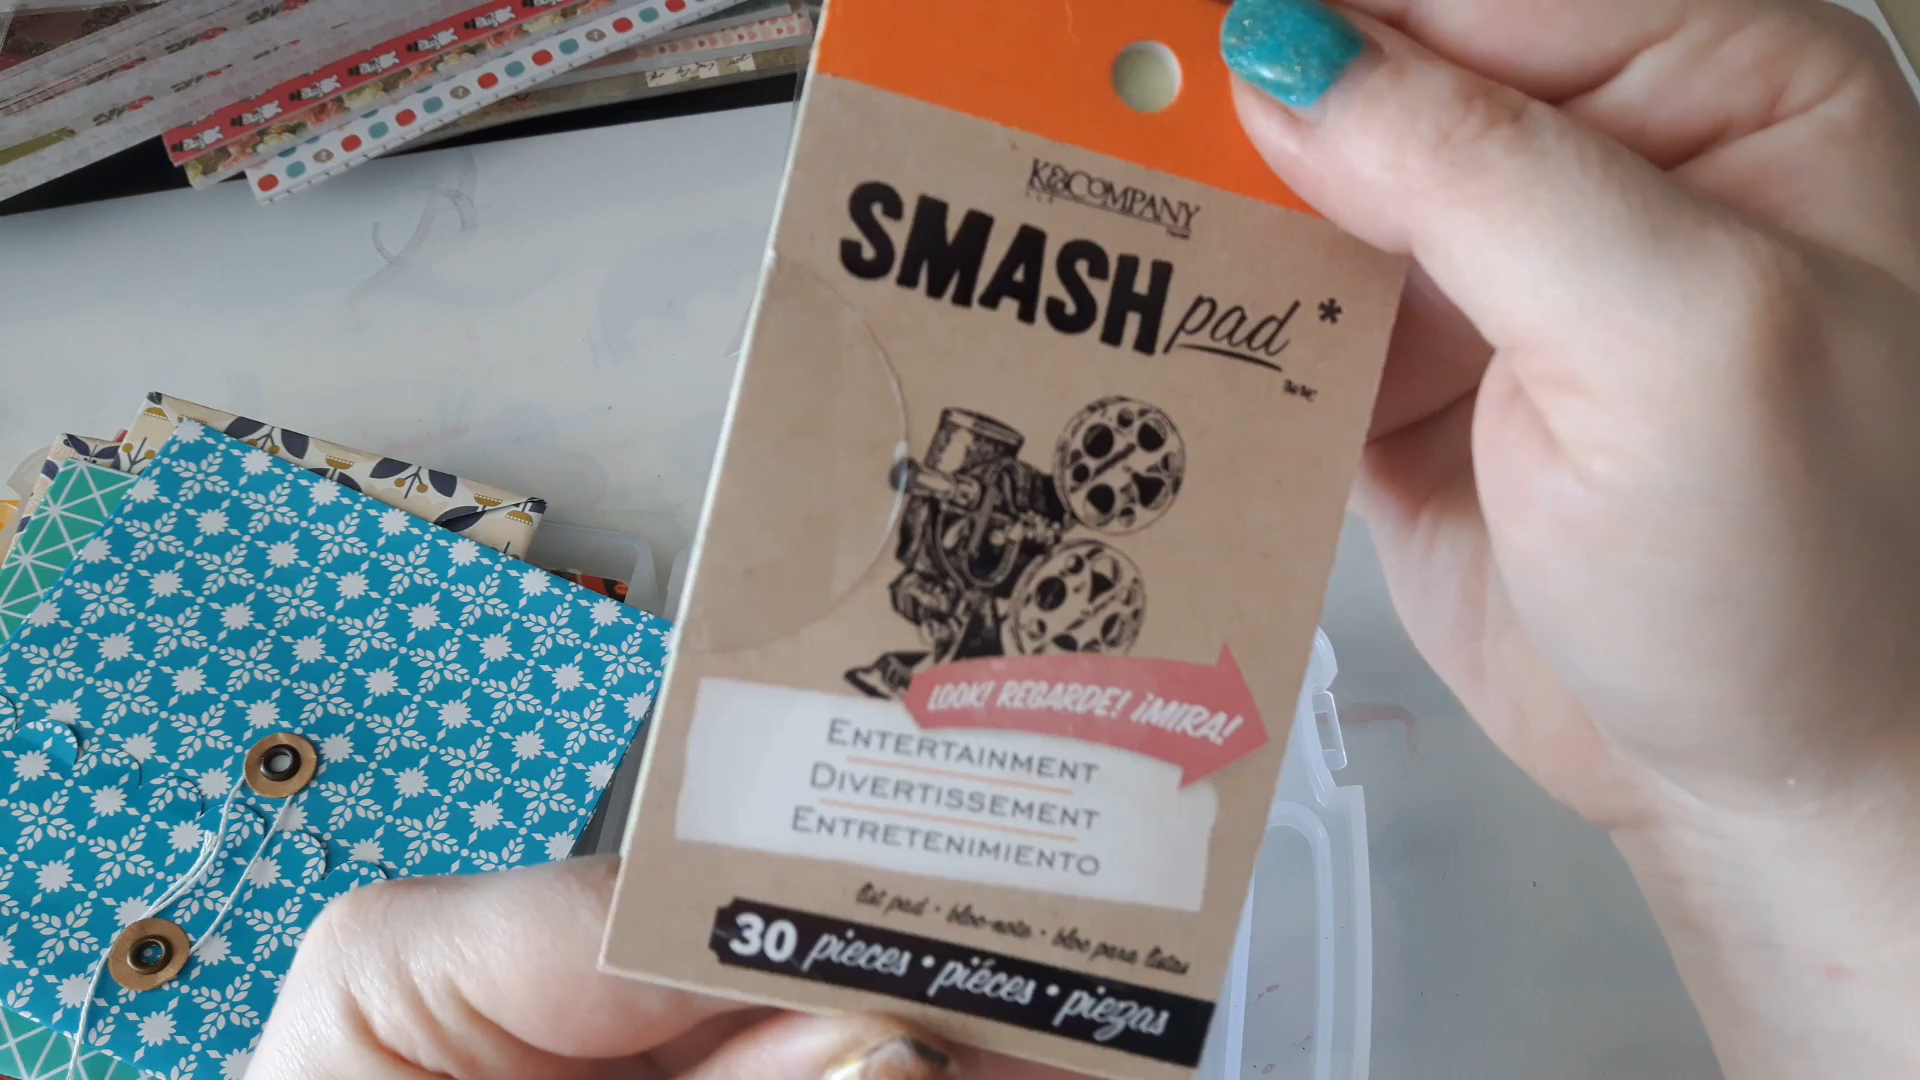 K&COMPANY
SMASH pad *
LOOK! REGARDE! ¡MIRA!
ENTERTAINMENT
DIVERTISSEMENT
ENTRETENIMIENTO
list pad • bloc-note • bloc para listas
30 pieces • pièces • piezas